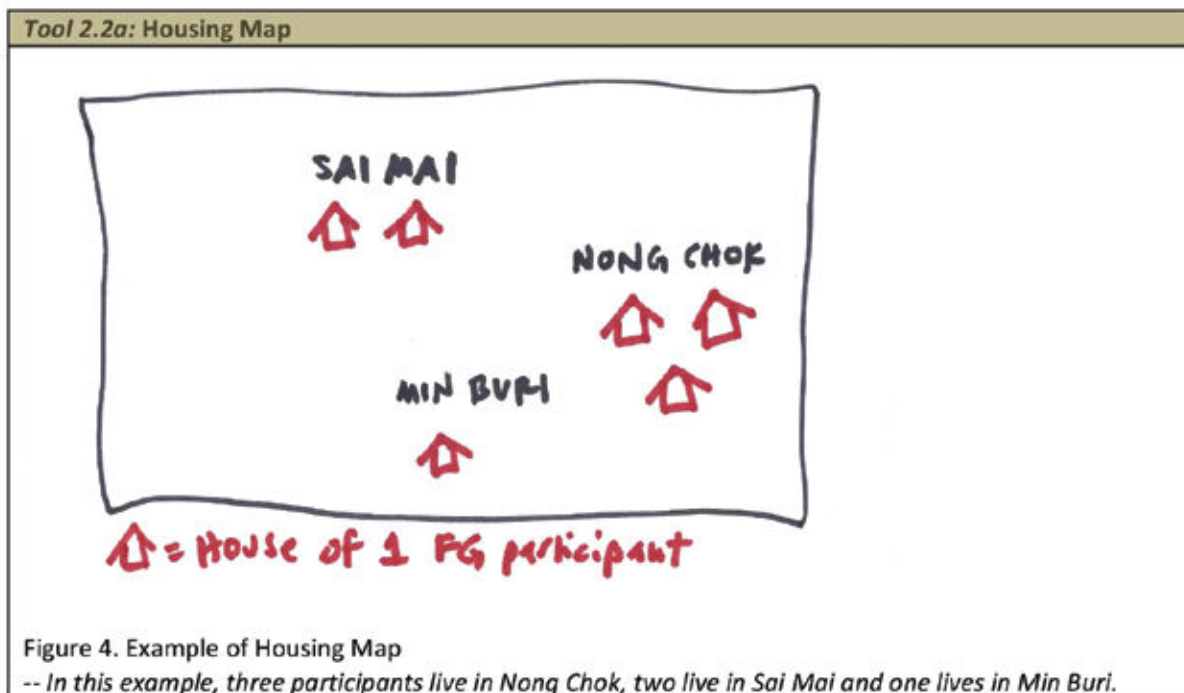 Tool 2.2a: Housing Map
SAI MAI
NONG CHOK
MIN BURI
= House of 1 FG participant
Figure 4. Example of Housing Map
-- In this example, three participants live in Nong Chok, two live in Sai Mai and one lives in Min Buri.